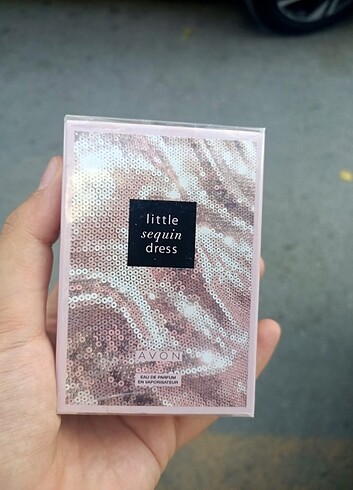 little
sequin
dress
AVON
EAU DE PARFUM
EN VAPORISATEUR